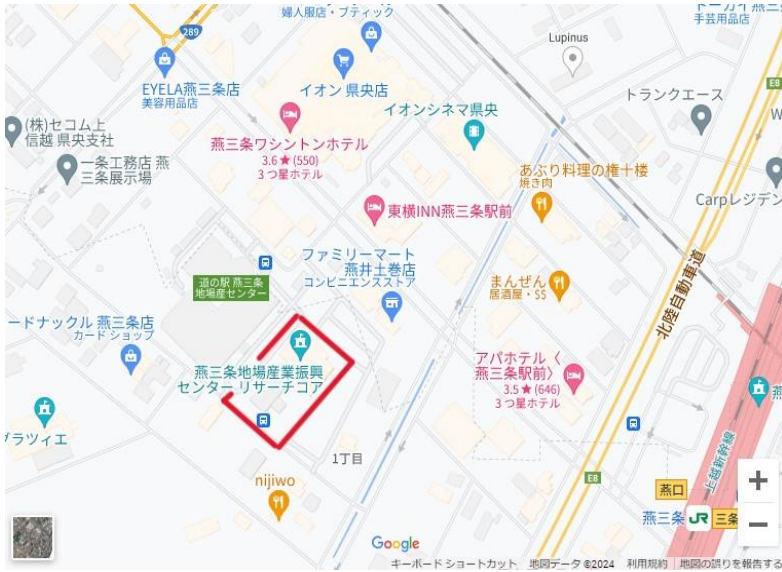 婦人服店・ブティック
手芸用品店
289
Lupinus
E8
EYELA燕三条店
美容用品店
イオン 県央店
トランクエース
イオンシネマ県央
(株)セコム上
信越 県央支社
燕三条ワシントンホテル
3.6★(550)
3 つ星ホテル
一条工務店 燕
三条展示場
あぶり料理の権十楼
焼き肉
Carpレジデン
東横INN燕三条駅前
ファミリーマート
燕井土巻店
コンビニエンスストア
道の駅 燕三条
地場産センター
まんぜん
居酒屋・$$
北陸自動車道
ードナックル 燕三条店
カード ショップ
燕三条地場産業振興
センター リサーチコア
アパホテル〈
燕三条駅前〉
3.5★(646)
3 つ星ホテル
燕
グラツィエ
1丁目
上越新幹線
nijiwo
E8
燕口
燕三条
JR
三条
Google
キーボード ショートカット
地図データ ©2024
利用規約
地図の誤りを報告する